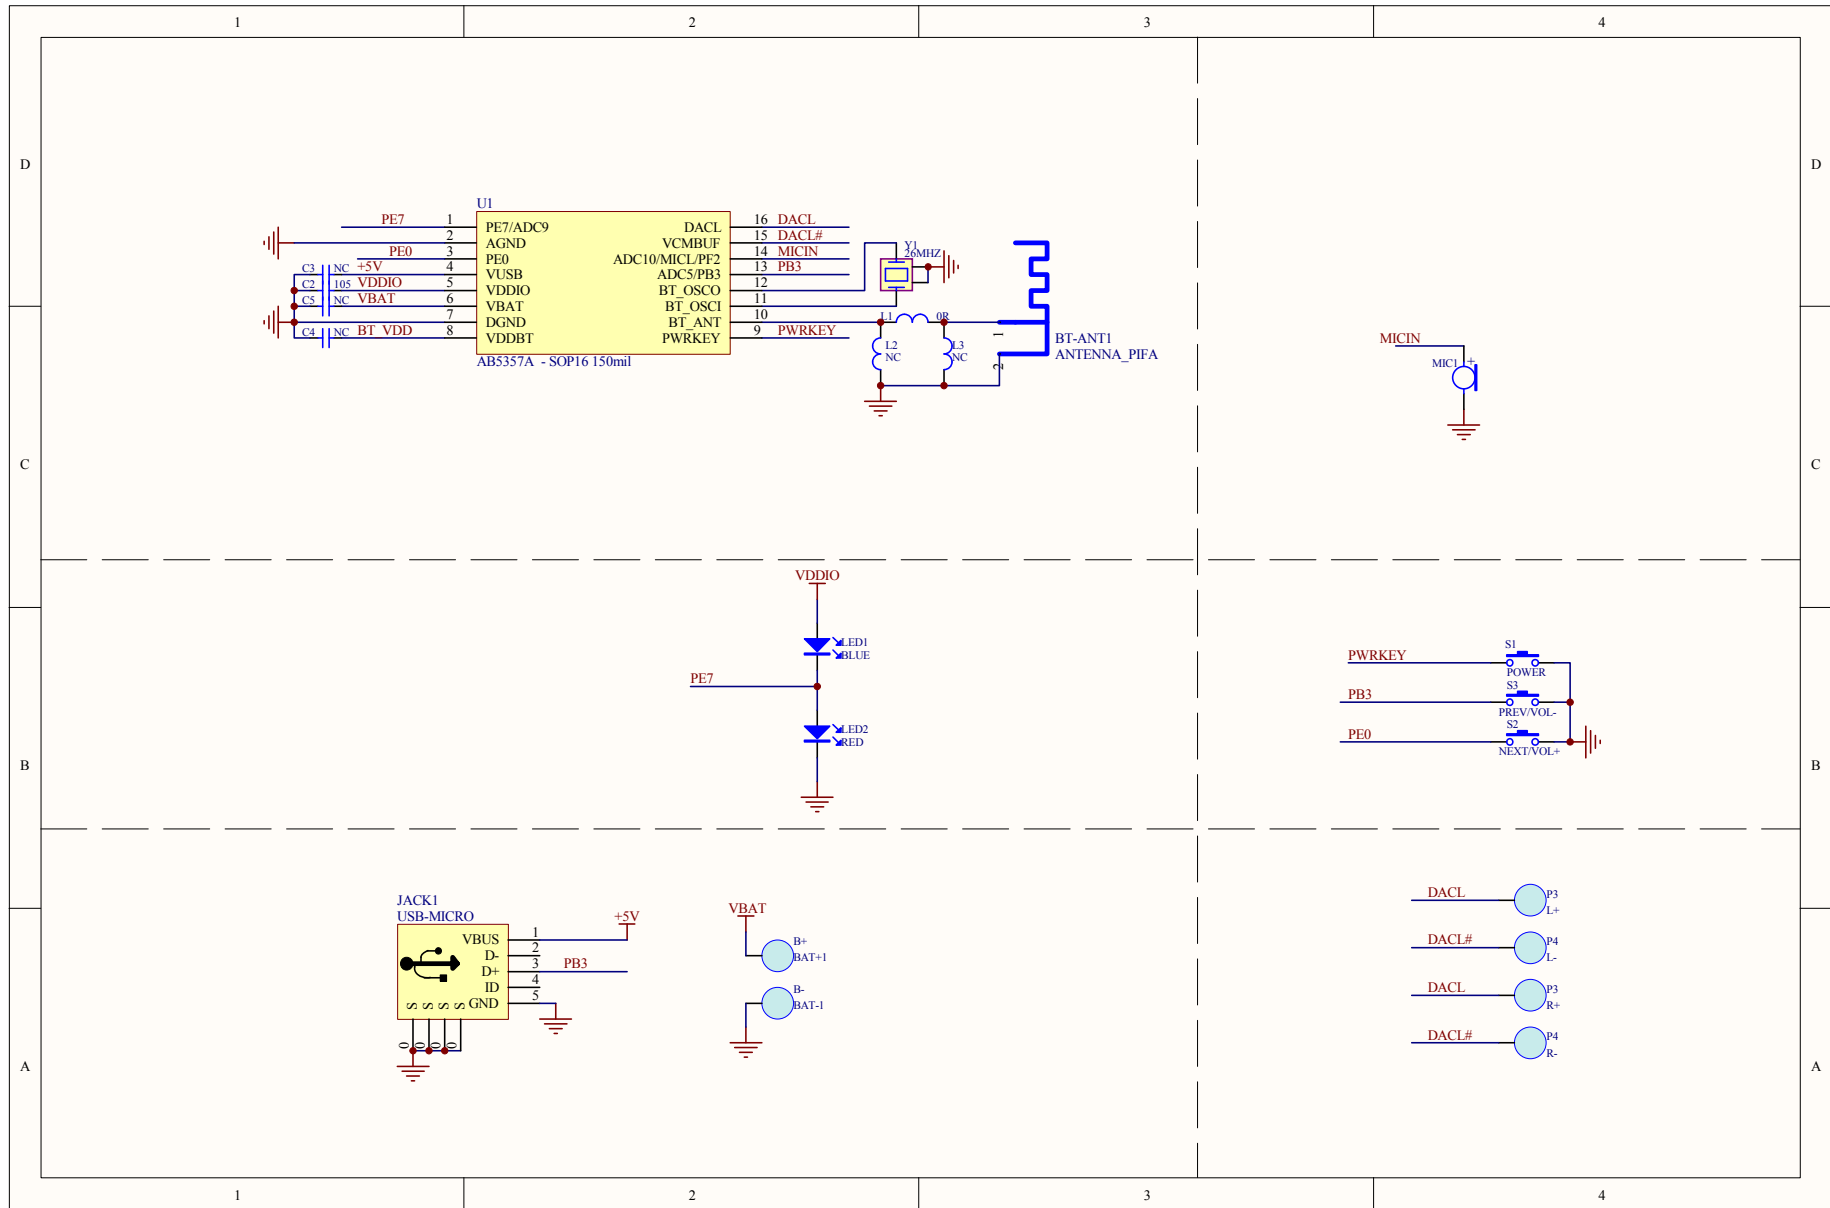 1 2 3 4
D D
U1
PE7 1 PE7/ADC9 DACL 16 DACL
2 AGND VCMBUF 15 DACL#
PE0 3 PE0 ADC10/MICL/PF2 14 MICIN
C3 NC +5V 4 VUSB ADC5/PB3 13 PB3
C2 105 VDDIO 5 VDDIO BT_OSCO 12
C5 NC VBAT 6 VBAT BT_OSCI 11
7 DGND BT_ANT 10
C4 NC BT_VDD 8 VDDBT PWRKEY 9 PWRKEY
AB5357A - SOP16 150mil
Y1
26MHZ
L1 0R
L2
NC
L3
NC
1
2
BT-ANT1
ANTENNA_PIFA
MICIN
MIC1 +
C C
VDDIO
LED1
BLUE
PE7
LED2
RED
PWRKEY S1
POWER
PB3 S3
PREV/VOL-
PE0 S2
NEXT/VOL+
B B
JACK1
USB-MICRO
VBUS 1 +5V
D- 2
D+ 3 PB3
ID 4
GND 5
S S S S
0 0 0 0
VBAT
B+
BAT+1
B-
BAT-1
DACL P3
L+
DACL# P4
L-
DACL P3
R+
DACL# P4
R-
A A
1 2 3 4